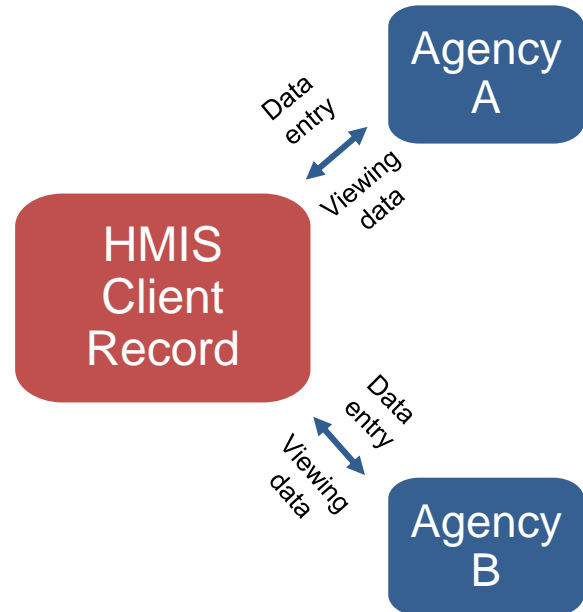 Agency
A
Data
entry
Viewing
data
HMIS
Client
Record
Data
entry
Viewing
data
Agency
B